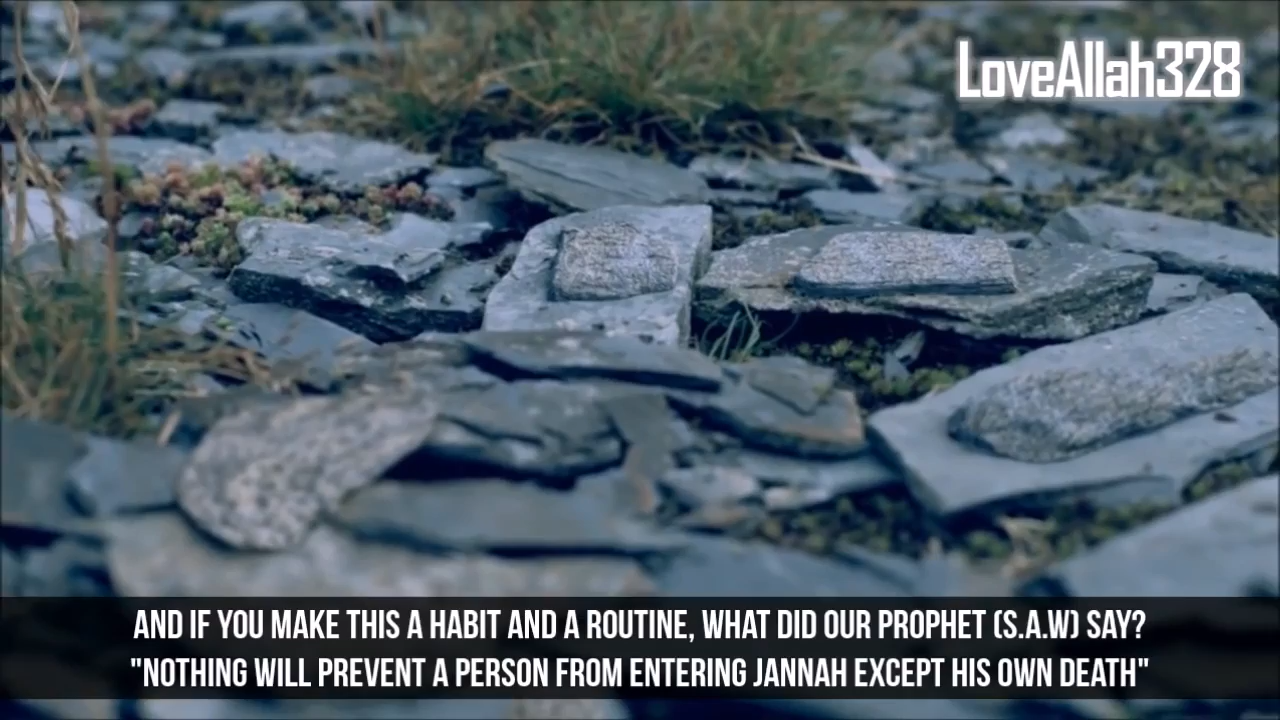 LoveAllah328
AND IF YOU MAKE THIS A HABIT AND A ROUTINE, WHAT DID OUR PROPHET (S.A.W) SAY?
"NOTHING WILL PREVENT A PERSON FROM ENTERING JANNAH EXCEPT HIS OWN DEATH"